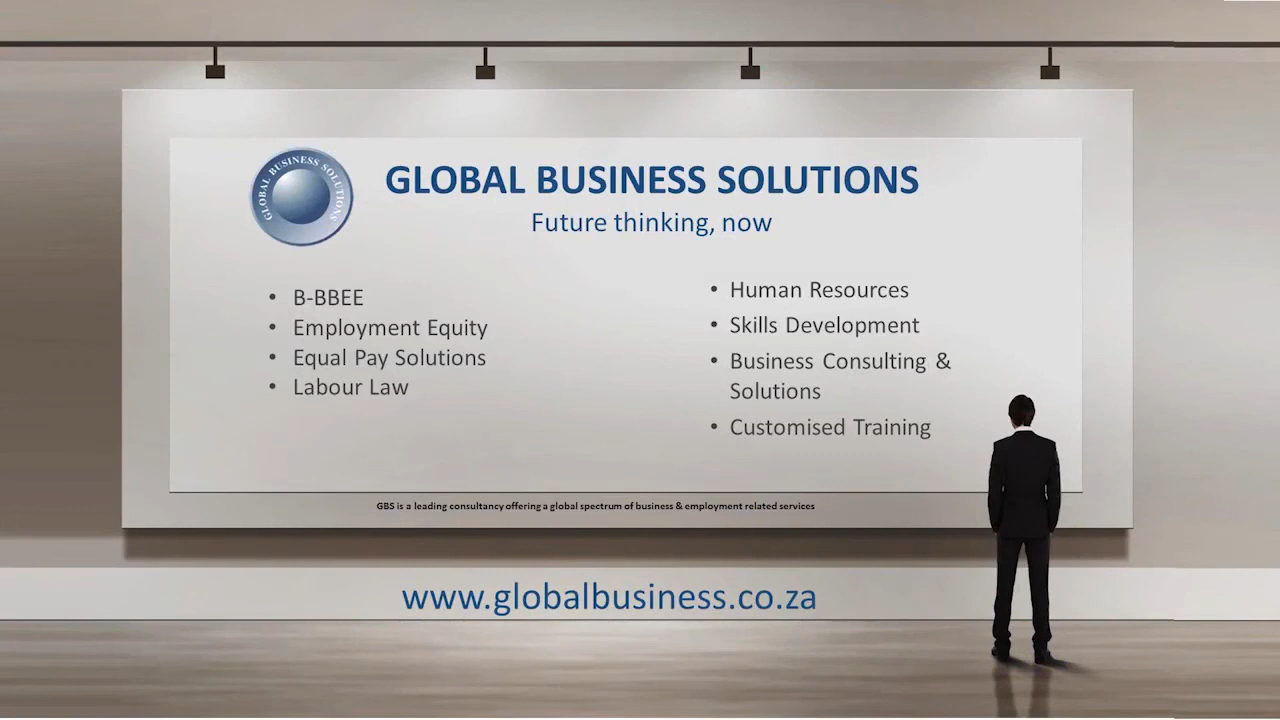 GLOBAL BUSINESS SOLUTIONS
GLOBAL BUSINESS SOLUTIONS
Future thinking, now
• B-BBEE
• Employment Equity
• Equal Pay Solutions
• Labour Law
• Human Resources
• Skills Development
• Business Consulting &
Solutions
• Customised Training
GBS is a leading consultancy offering a global spectrum of business & employment related services
www.globalbusiness.co.za